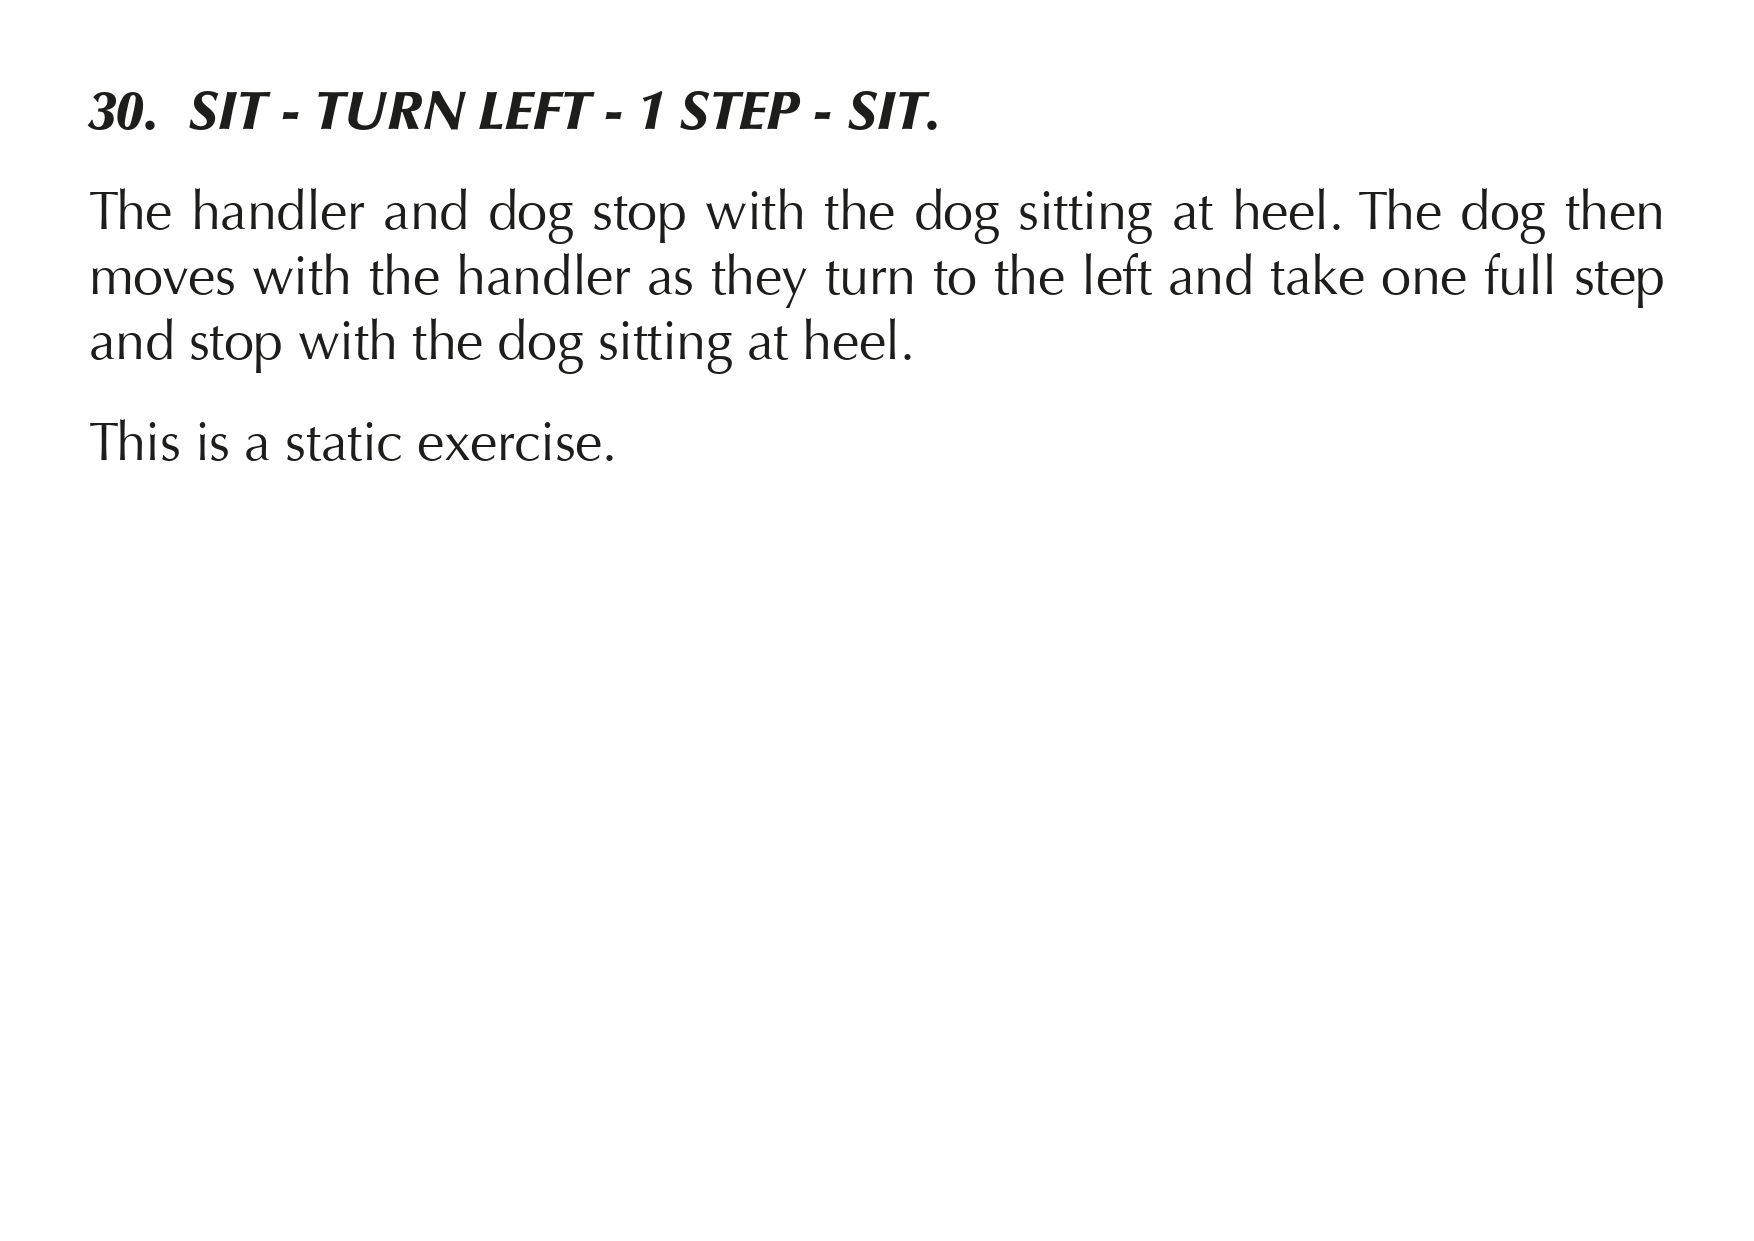 30. SIT - TURN LEFT - 1 STEP - SIT.
The handler and dog stop with the dog sitting at heel. The dog then
moves with the handler as they turn to the left and take one full step
and stop with the dog sitting at heel.
This is a static exercise.